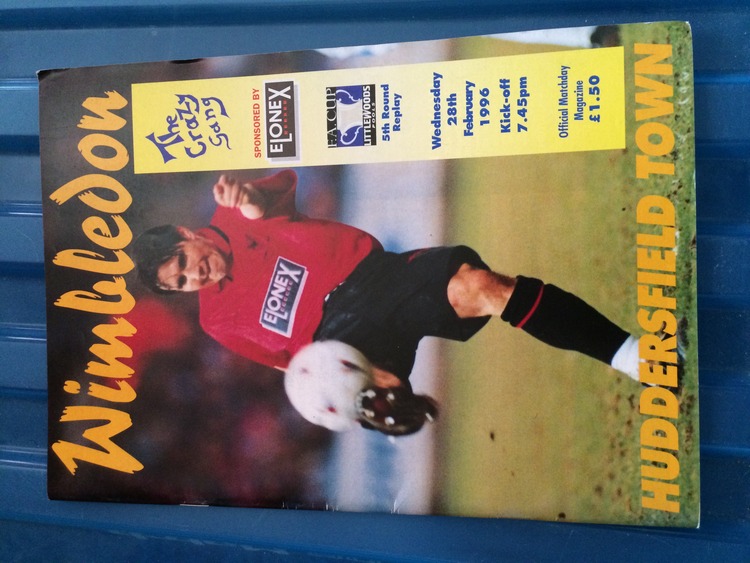 Wimbledon
The
Crazy
Gang
SPONSORED BY
ELONEX
F.A CUP
LITTLEWOODS
POOLS
5th Round
Replay
Wednesday
28th
February
1996
Kick-off
7.45pm
Official Matchday
Magazine
£1.50
ELONEX
HUDDERSFIELD TOWN